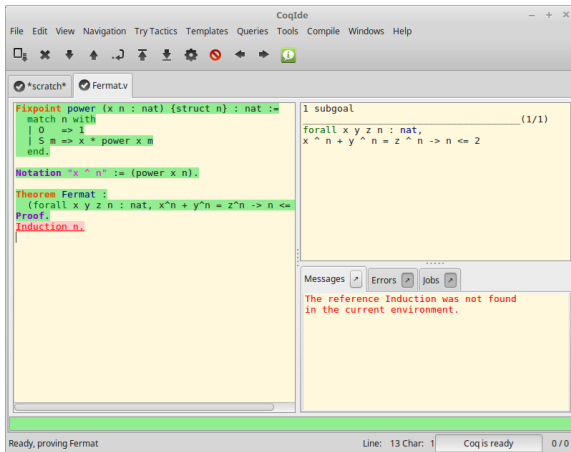 CoqIde
File Edit View Navigation Try Tactics Templates Queries Tools Compile Windows Help
*scratch* Fermat.v
Fixpoint power (x n : nat) {struct n} : nat :=
match n with
| O => 1
| S m => x * power x m
end.
Notation "x ^ n" := (power x n).
Theorem Fermat :
(forall x y z n : nat, x^n + y^n = z^n -> n <=
Proof.
Induction n.
1 subgoal
(1/1)
forall x y z n : nat,
x ^ n + y ^ n = z ^ n -> n <= 2
Messages Errors Jobs
The reference Induction was not found
in the current environment.
Ready, proving Fermat Line: 13 Char: 1 Coq is ready 0 / 0